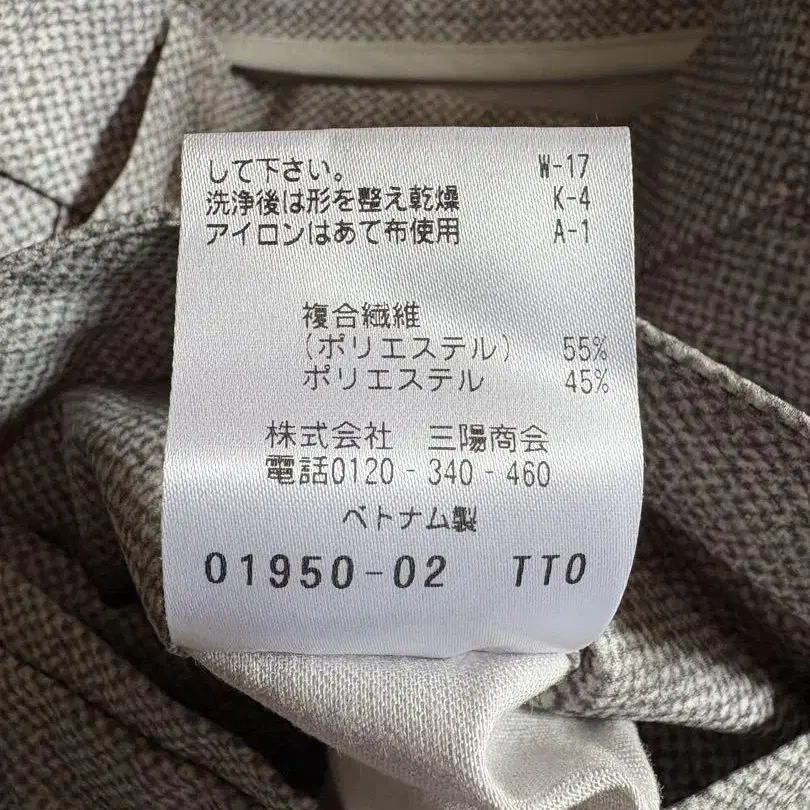 して下さい。 W-17
洗浄後は形を整え乾燥 K-4
アイロンはあて布使用 A-1
複合繊維
(ポリエステル) 55%
ポリエステル 45%
株式会社 三陽商会
電話0120-340-460
ベトナム製
01950-02 TTO